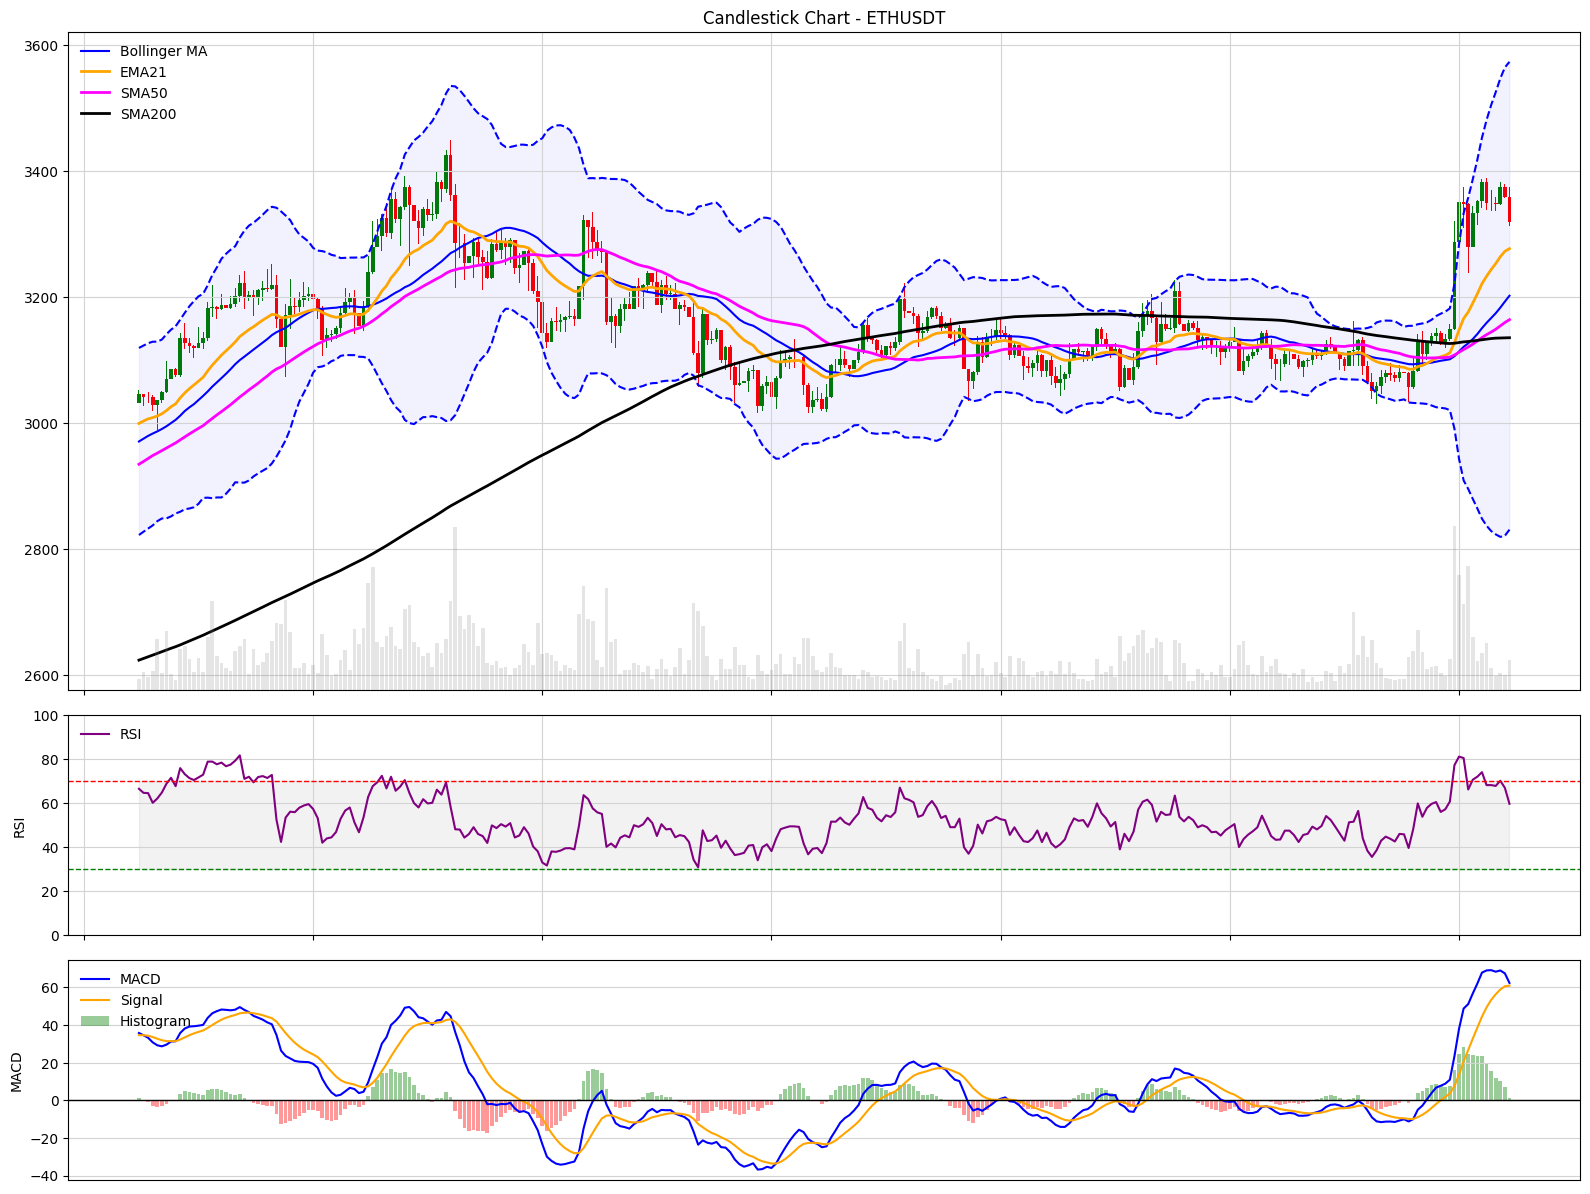 Candlestick Chart - ETHUSDT
Bollinger MA
EMA21
SMA50
SMA200
3600
3400
3200
3000
2800
2600
RSI
RSI
100
80
60
40
20
0
MACD
Signal
Histogram
MACD
60
40
20
0
−20
−40